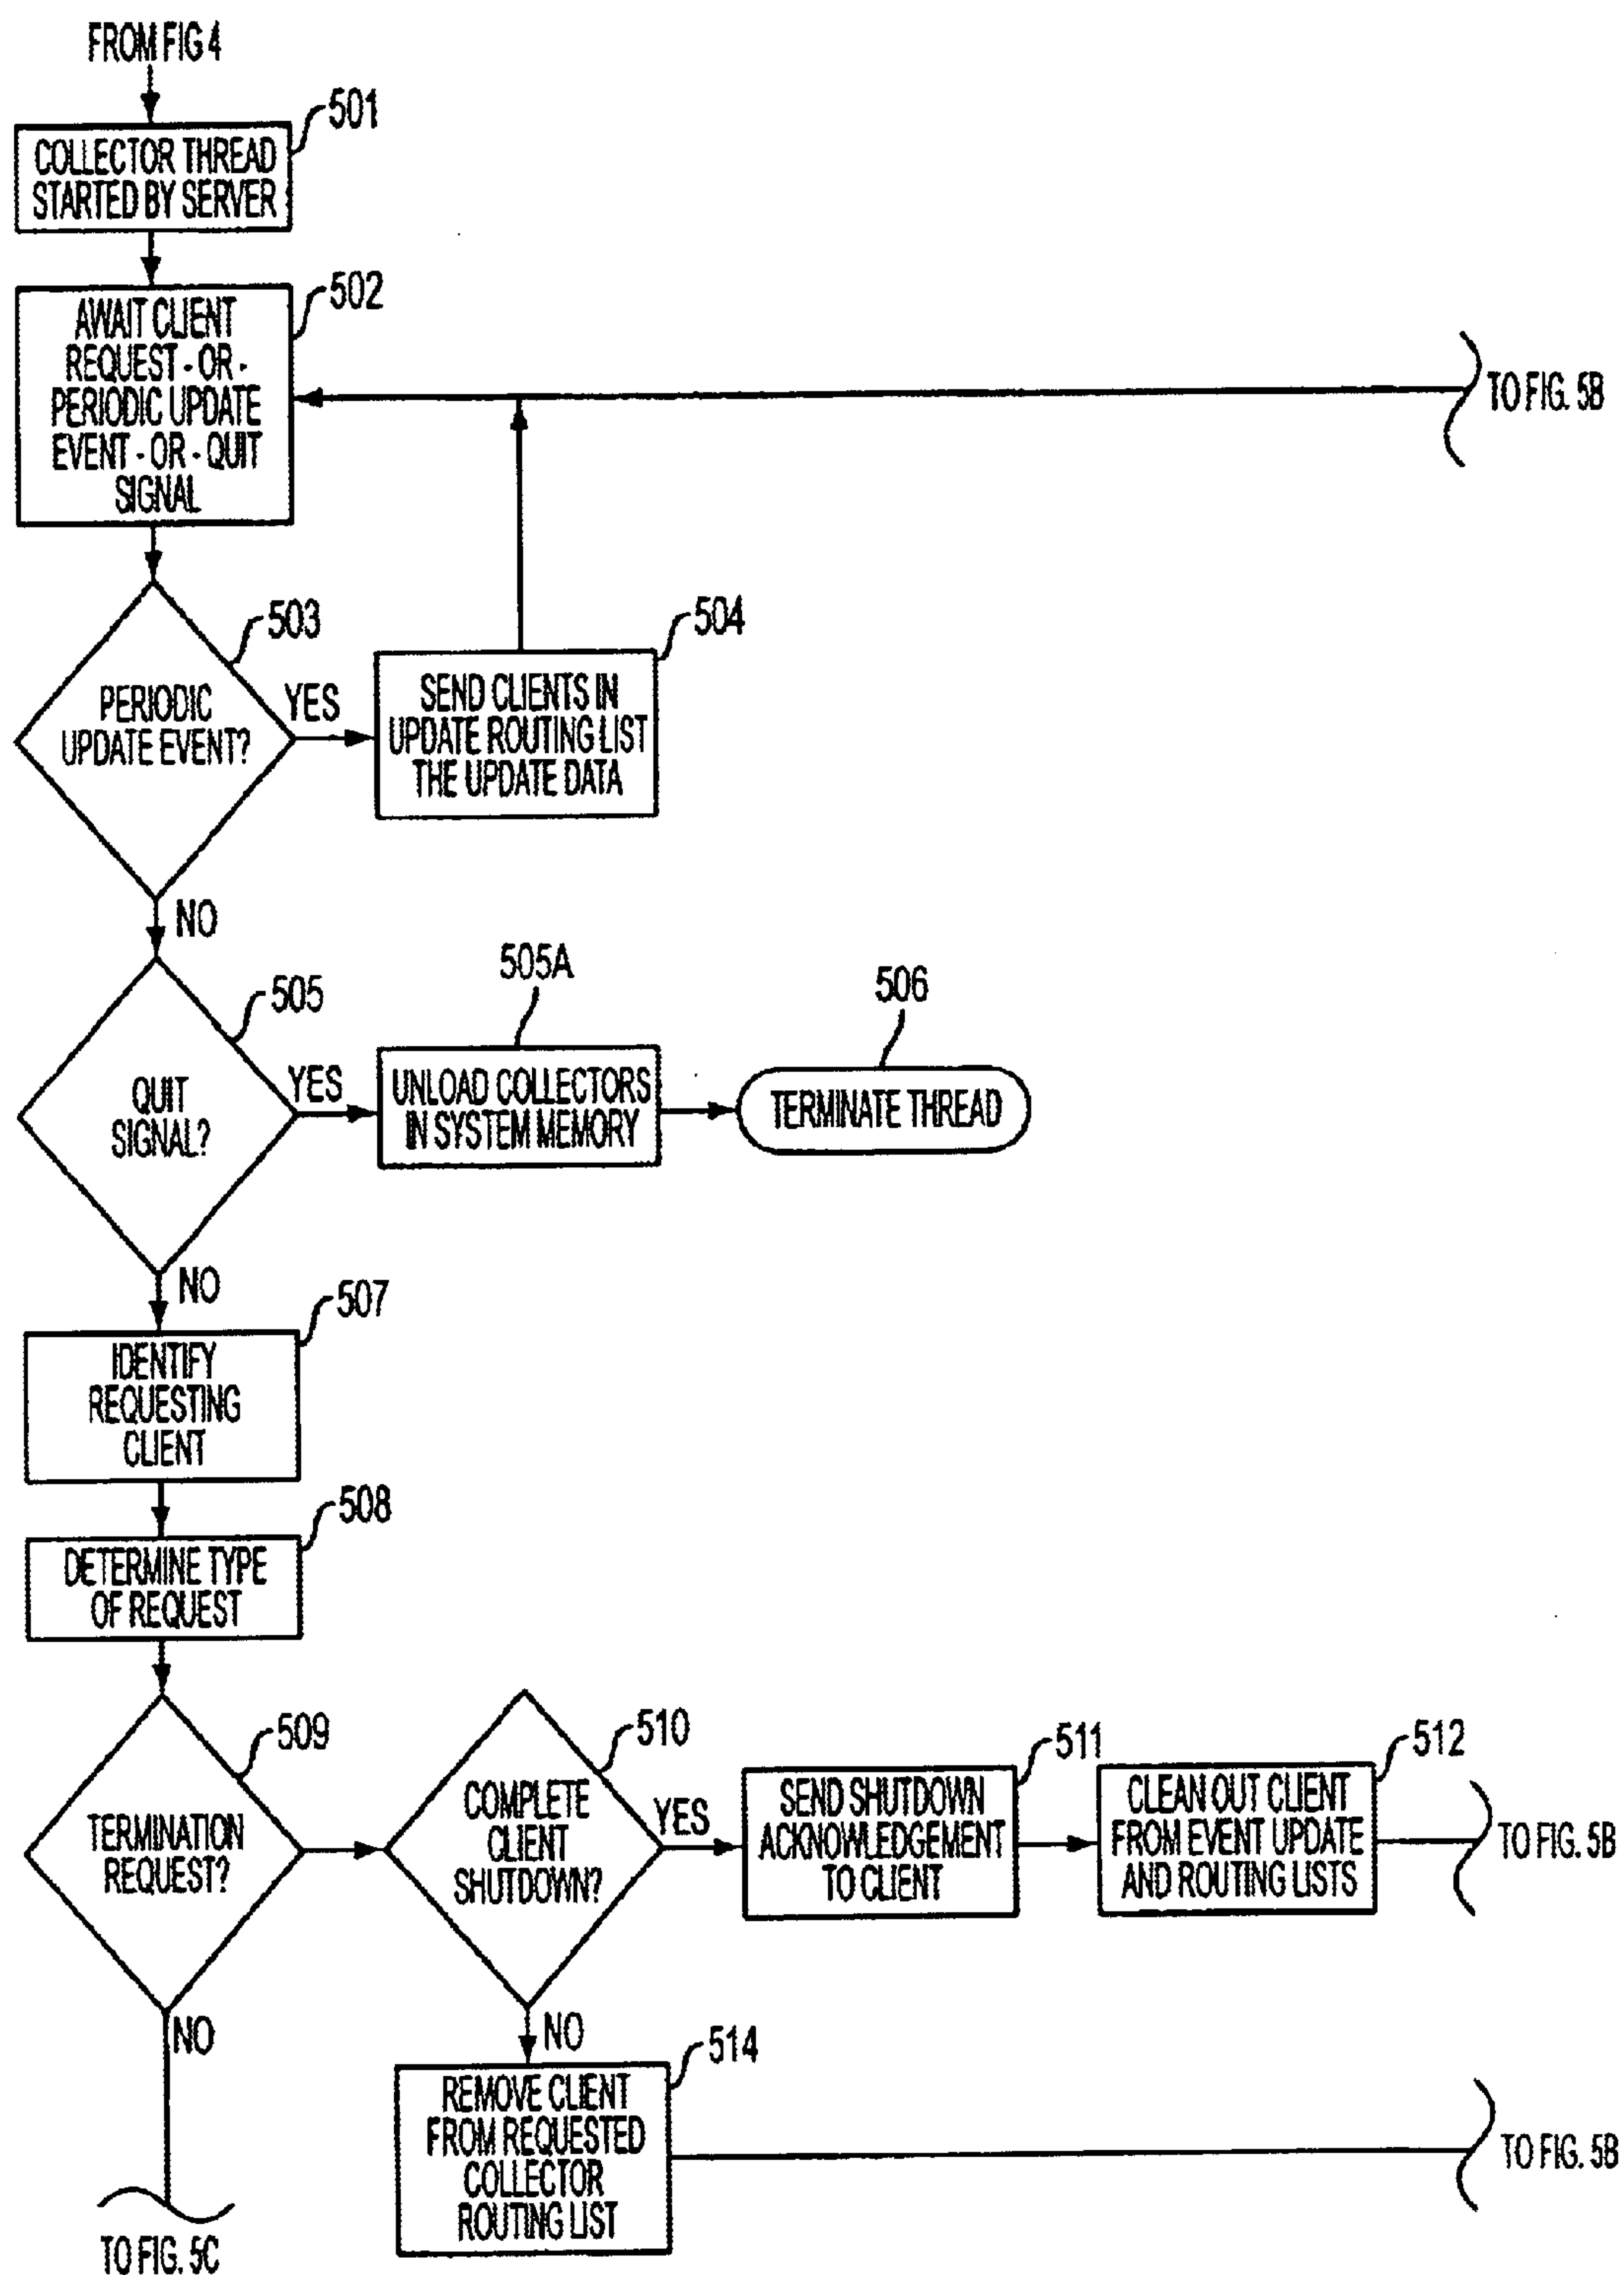 FROM FIG 4
501
COLLECTOR THREAD
STARTED BY SERVER
502
AWAIT CLIENT
REQUEST - OR -
PERIODIC UPDATE
EVENT - OR - QUIT
SIGNAL
TO FIG. 5B
503
PERIODIC
UPDATE EVENT?
YES
504
SEND CLIENTS IN
UPDATE ROUTING LIST
THE UPDATE DATA
NO
505
QUIT
SIGNAL?
YES
505A
UNLOAD COLLECTORS
IN SYSTEM MEMORY
506
TERMINATE THREAD
NO
507
IDENTIFY
REQUESTING
CLIENT
508
DETERMINE TYPE
OF REQUEST
509
TERMINATION
REQUEST?
510
COMPLETE
CLIENT
SHUTDOWN?
YES
511
SEND SHUTDOWN
ACKNOWLEDGEMENT
TO CLIENT
512
CLEAN OUT CLIENT
FROM EVENT UPDATE
AND ROUTING LISTS
TO FIG. 5B
NO
TO FIG. 5C
NO
514
REMOVE CLIENT
FROM REQUESTED
COLLECTOR
ROUTING LIST
TO FIG. 5B